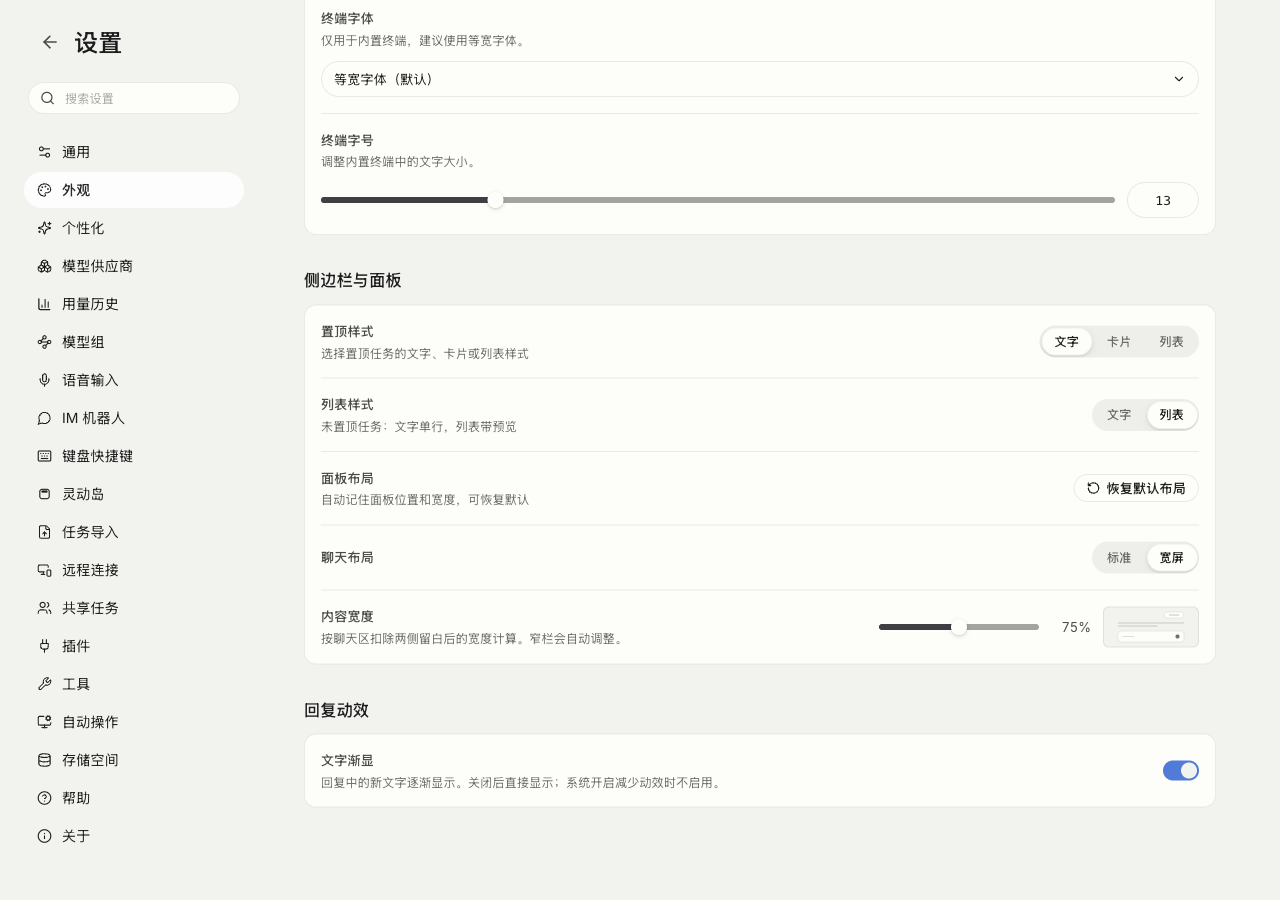 设置
搜索设置
通用
外观
个性化
模型供应商
用量历史
模型组
语音输入
IM 机器人
键盘快捷键
灵动岛
任务导入
远程连接
共享任务
插件
工具
自动操作
存储空间
帮助
关于
终端字体
仅用于内置终端，建议使用等宽字体。
等宽字体（默认）
终端字号
调整内置终端中的文字大小。
13
侧边栏与面板
置顶样式
选择置顶任务的文字、卡片或列表样式
文字 卡片 列表
列表样式
未置顶任务：文字单行，列表带预览
文字 列表
面板布局
自动记住面板位置和宽度，可恢复默认
恢复默认布局
聊天布局
标准 宽屏
内容宽度
按聊天区扣除两侧留白后的宽度计算。窄栏会自动调整。
75%
回复动效
文字渐显
回复中的新文字逐渐显示。关闭后直接显示；系统开启减少动效时不启用。